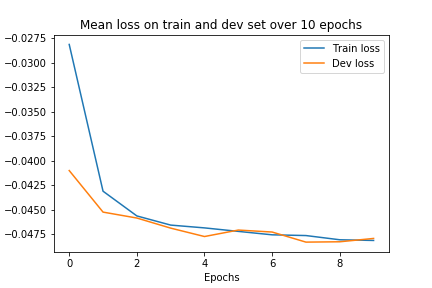 Mean loss on train and dev set over 10 epochs
−0.0275
−0.0300
−0.0325
−0.0350
−0.0375
−0.0400
−0.0425
−0.0450
−0.0475
Train loss
Dev loss
0 2 4 6 8
Epochs